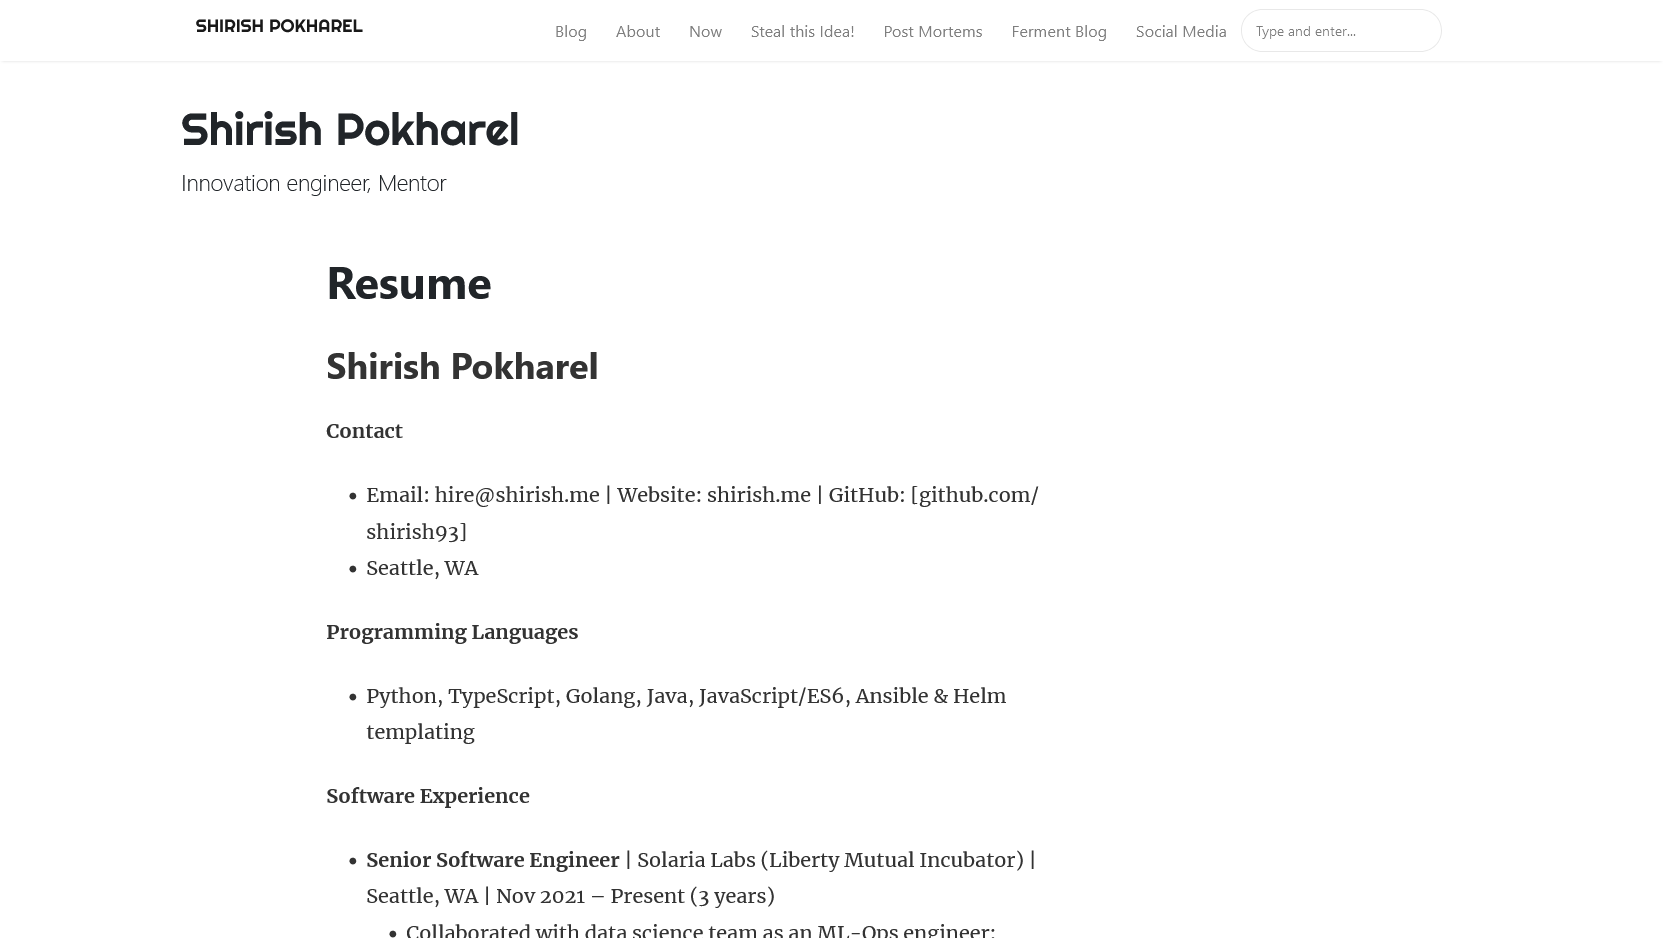 SHIRISH POKHAREL
Blog About Now Steal this Idea! Post Mortems Ferment Blog Social Media Type and enter...
Shirish Pokharel
Innovation engineer, Mentor
Resume
Shirish Pokharel
Contact
• Email: hire@shirish.me | Website: shirish.me | GitHub: [github.com/
shirish93]
• Seattle, WA
Programming Languages
• Python, TypeScript, Golang, Java, JavaScript/ES6, Ansible & Helm
templating
Software Experience
• Senior Software Engineer | Solaria Labs (Liberty Mutual Incubator) |
Seattle, WA | Nov 2021 – Present (3 years)
• Collaborated with data science team as an ML-Ops engineer;